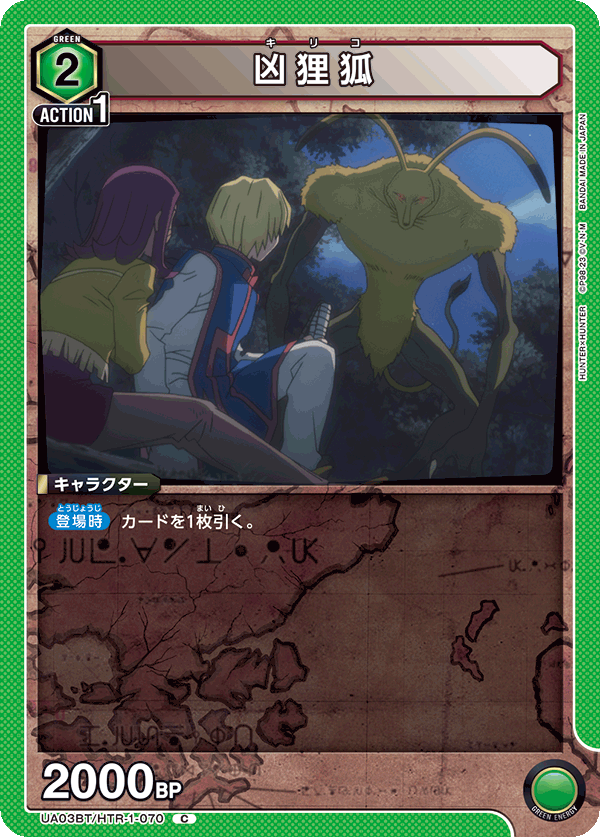 GREEN
2
ACTION 1
キリコ
凶狸狐
HUNTER×HUNTER ©P98-23 ©V・N・M BANDAI MADE IN JAPAN
キャラクター
とうじょうじ まい ひ
登場時 カードを1枚引く。
2000BP
GREEN ENERGY
UA03BT/HTR-1-070 C